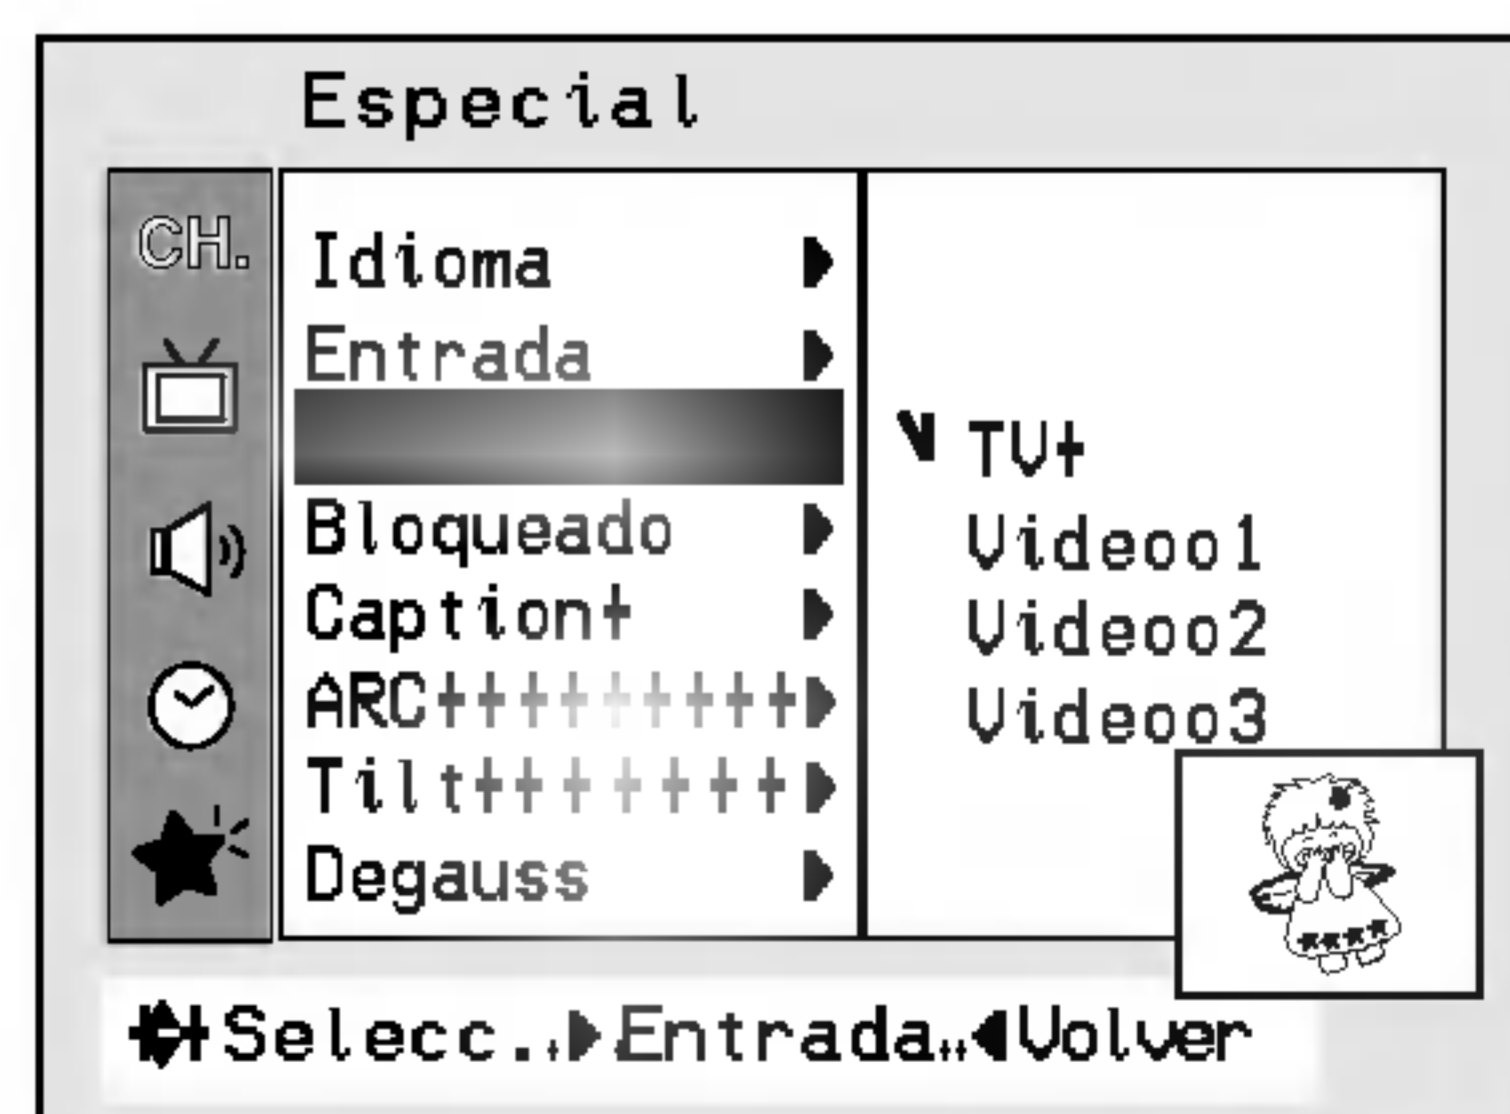 Especial
CH.
Idioma
Entrada
Bloqueado
Caption
ARC
Tilt
Degauss
TV
Videoo1
Videoo2
Videoo3
Selecc. Entrada Volver